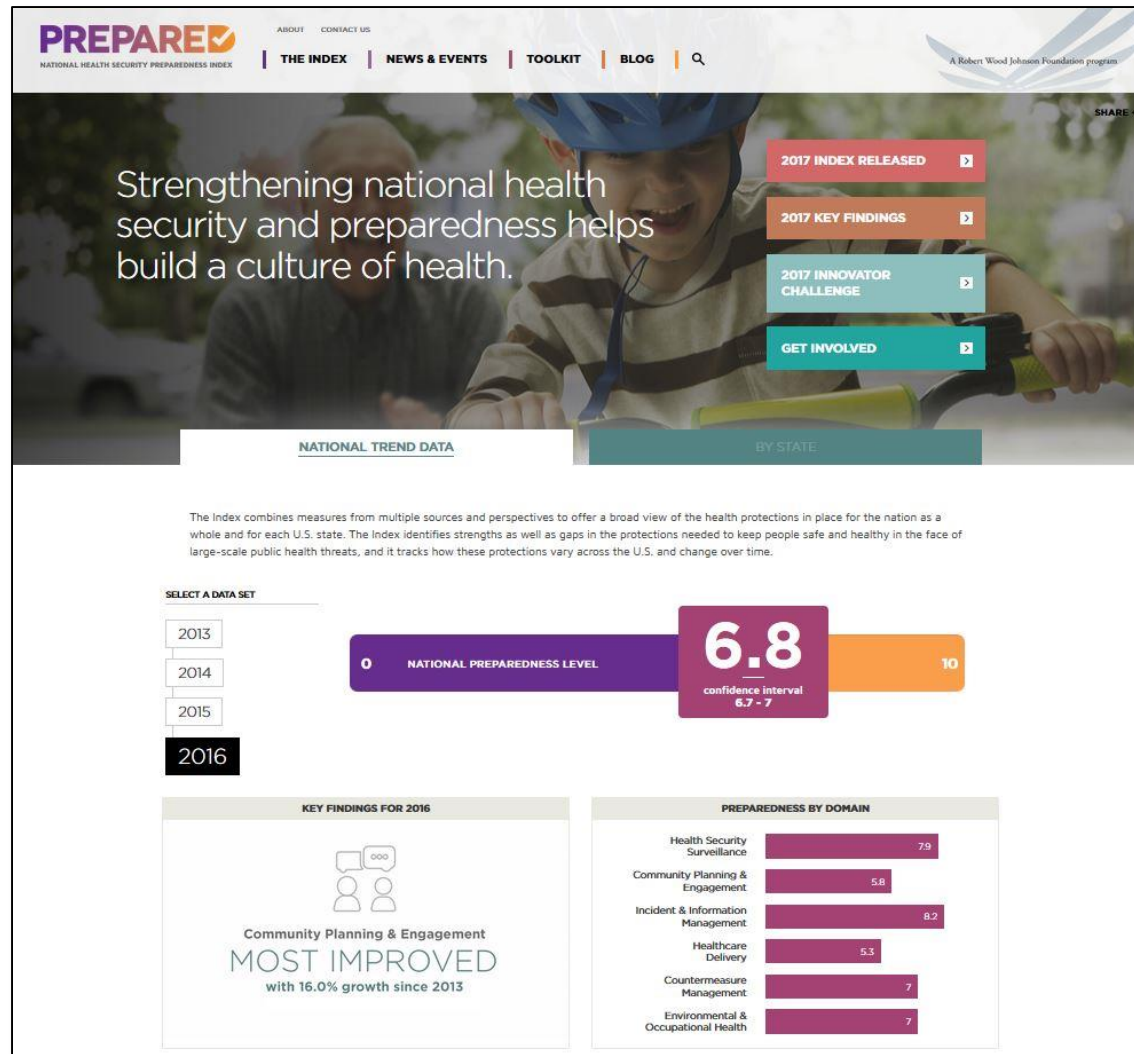 PREPARED
NATIONAL HEALTH SECURITY PREPAREDNESS INDEX
ABOUT CONTACT US
THE INDEX NEWS & EVENTS TOOLKIT BLOG
A Robert Wood Johnson Foundation program
SHARE
Strengthening national health
security and preparedness helps
build a culture of health.
2017 INDEX RELEASED
2017 KEY FINDINGS
2017 INNOVATOR
CHALLENGE
GET INVOLVED
NATIONAL TREND DATA
BY STATE
The Index combines measures from multiple sources and perspectives to offer a broad view of the health protections in place for the nation as a
whole and for each U.S. state. The Index identifies strengths as well as gaps in the protections needed to keep people safe and healthy in the face of
large-scale public health threats, and it tracks how these protections vary across the U.S. and change over time.
SELECT A DATA SET
2013
2014
2015
2016
0 NATIONAL PREPAREDNESS LEVEL
6.8
confidence interval
6.7 - 7
10
KEY FINDINGS FOR 2016
Community Planning & Engagement
MOST IMPROVED
with 16.0% growth since 2013
PREPAREDNESS BY DOMAIN
Health Security
Surveillance
7.9
Community Planning &
Engagement
5.8
Incident & Information
Management
8.2
Healthcare
Delivery
5.3
Countermeasure
Management
7
Environmental &
Occupational Health
7